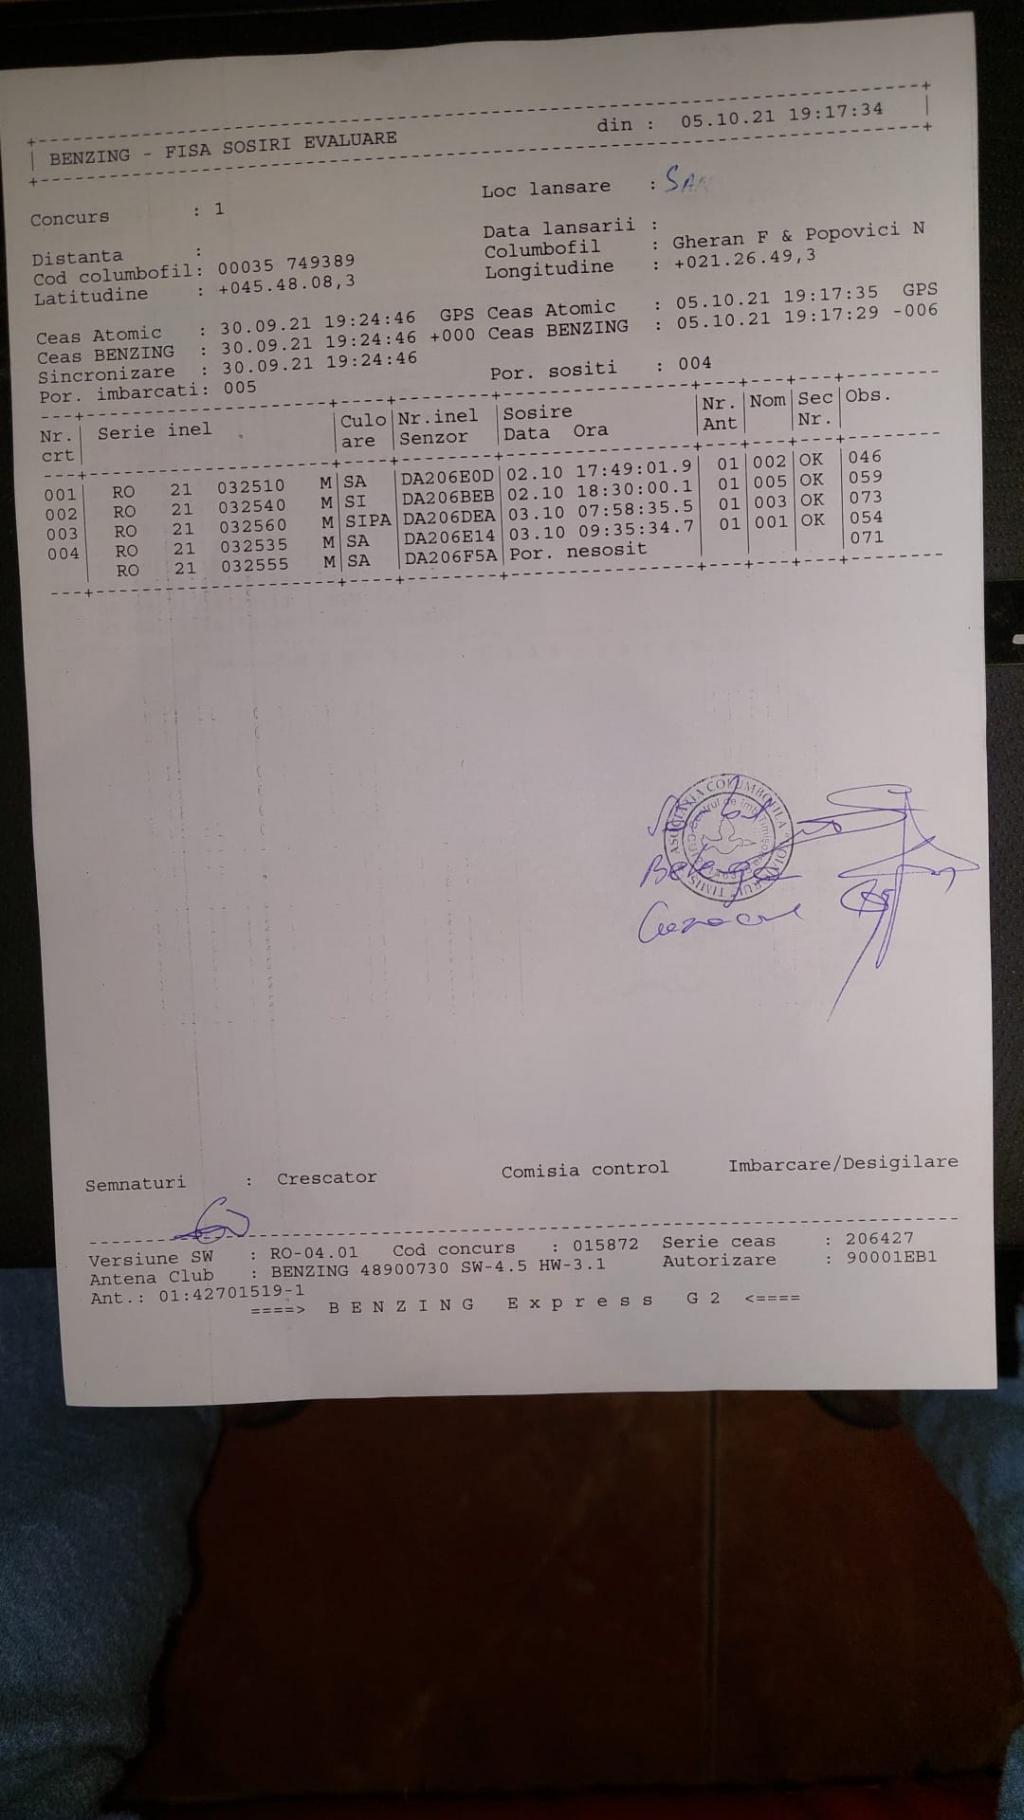 BENZING - FISA SOSIRI EVALUARE din : 05.10.21 19:17:34
Concurs : 1 Loc lansare :
Data lansarii :
Distanta : Columbofil : Gheran F & Popovici N
Cod columbofil: 00035 749389 Longitudine : +021.26.49,3
Latitudine : +045.48.08,3
Ceas Atomic : 30.09.21 19:24:46 GPS Ceas Atomic : 05.10.21 19:17:35 GPS
Ceas BENZING : 30.09.21 19:24:46 +000 Ceas BENZING : 05.10.21 19:17:29 -006
Sincronizare : 30.09.21 19:24:46
Por. imbarcati: 005 Por. sositi : 004
Nr. Serie inel Culo Nr.inel Sosire Nr. Nom Sec Obs.
crt are Senzor Data Ora Ant Nr.
001 RO 21 032510 M SA DA206E0D 02.10 17:49:01.9 01 002 OK 046
002 RO 21 032540 M SI DA206BEB 02.10 18:30:00.1 01 005 OK 059
003 RO 21 032560 M SIPA DA206DEA 03.10 07:58:35.5 01 003 OK 073
004 RO 21 032535 M SA DA206E14 03.10 09:35:34.7 01 001 OK 054
RO 21 032555 M SA DA206F5A Por. nesosit 071
Semnaturi : Crescator Comisia control Imbarcare/Desigilare
Versiune SW : RO-04.01 Cod concurs : 015872 Serie ceas : 206427
Antena Club : BENZING 48900730 SW-4.5 HW-3.1 Autorizare : 90001EB1
Ant.: 01:42701519-1
====> B E N Z I N G E x p r e s s G 2 <====